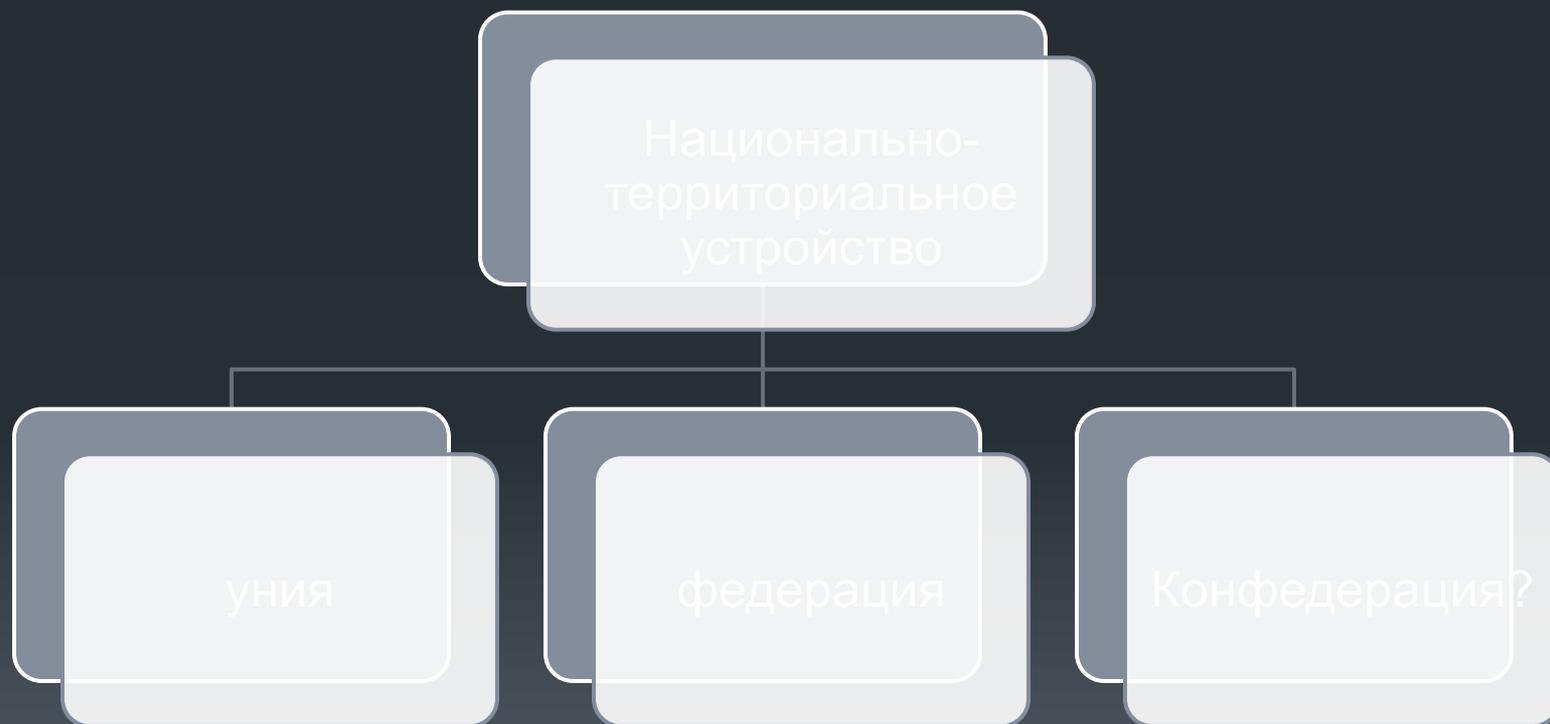 Национально-
территориальное
устройство
уния
федерация
Конфедерация?